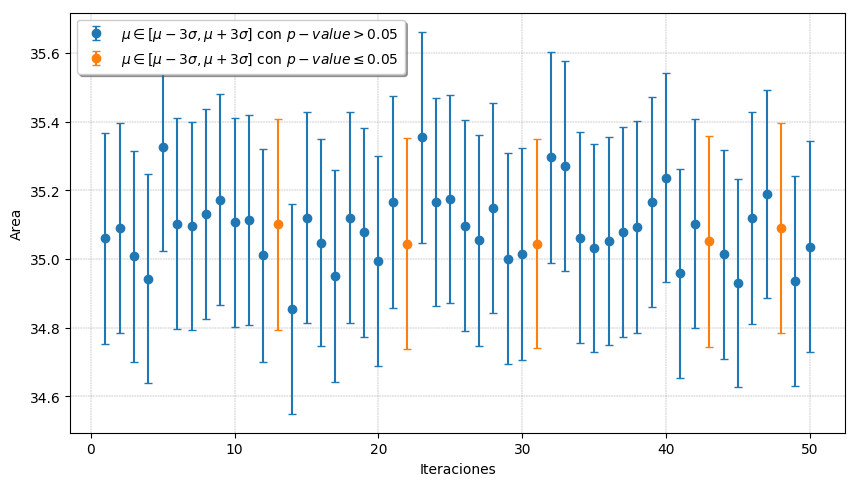 μ ∈ [μ − 3σ, μ + 3σ] con p − value > 0.05
μ ∈ [μ − 3σ, μ + 3σ] con p − value ≤ 0.05
35.6
35.4
35.2
35.0
34.8
34.6
Area
0 10 20 30 40 50
Iteraciones